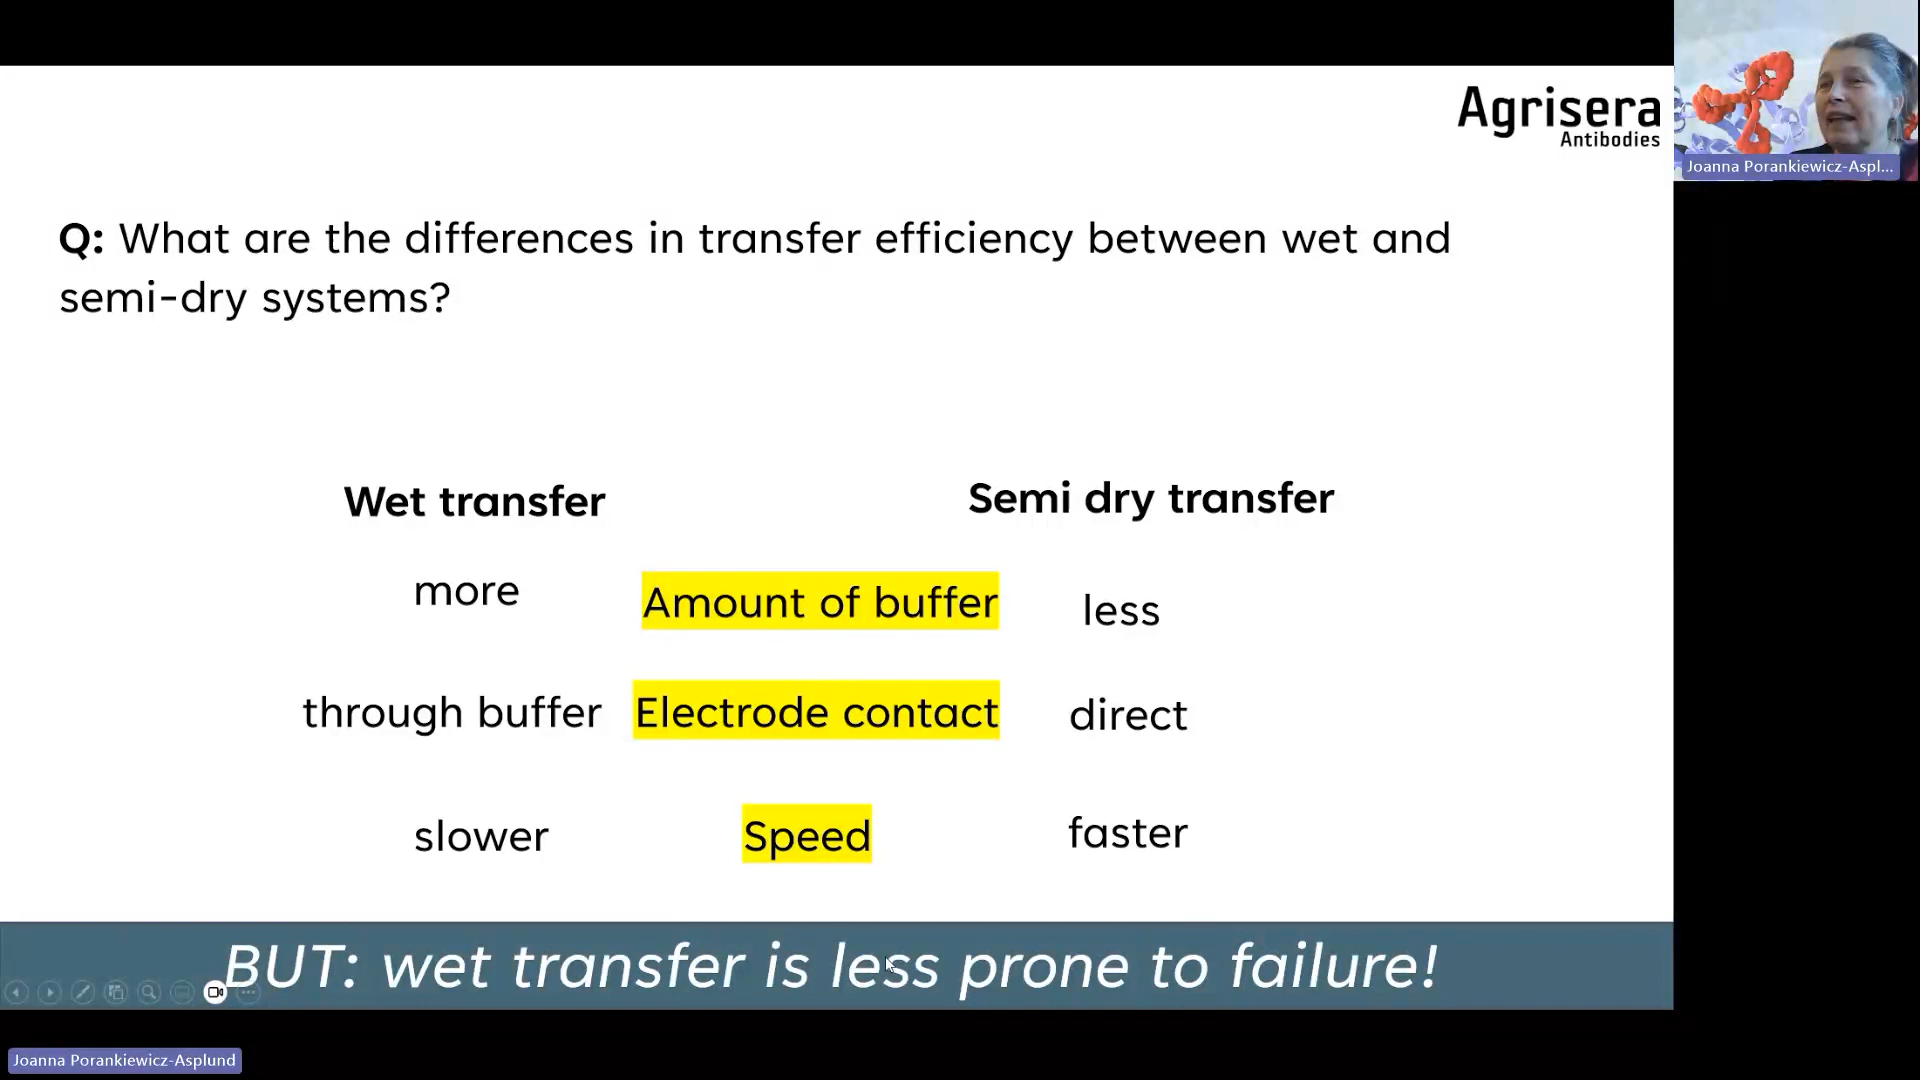 Agrisera
Antibodies
Joanna Porankiewicz-Aspl...
Q: What are the differences in transfer efficiency between wet and
semi-dry systems?
Wet transfer
Semi dry transfer
more
Amount of buffer
less
through buffer
Electrode contact
direct
slower
Speed
faster
BUT: wet transfer is less prone to failure!
Joanna Porankiewicz-Asplund